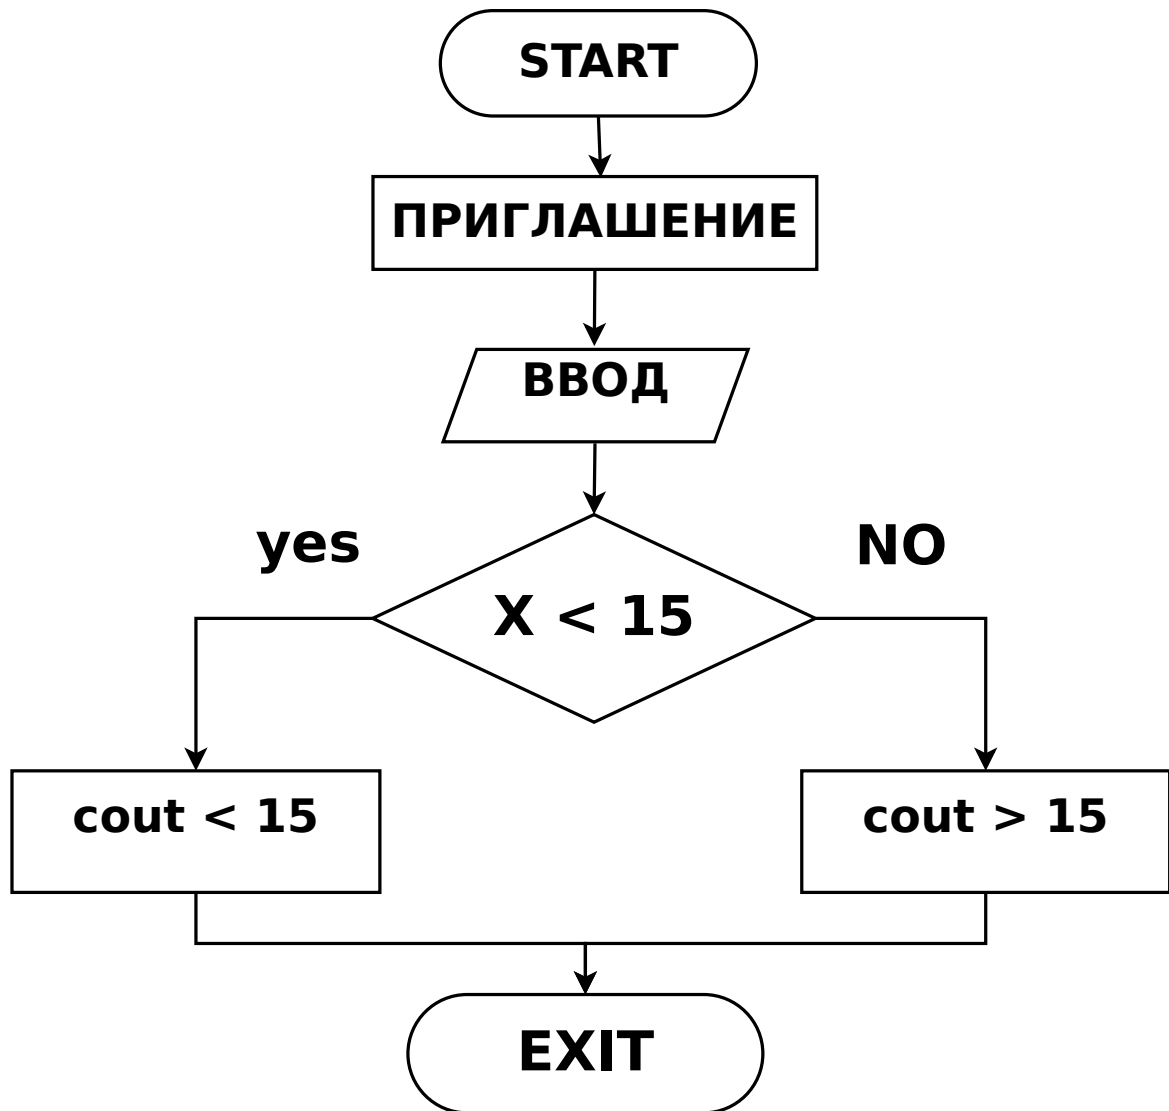 START
ПРИГЛАШЕНИЕ
ВВОД
yes
NO
X < 15
cout < 15
cout > 15
EXIT